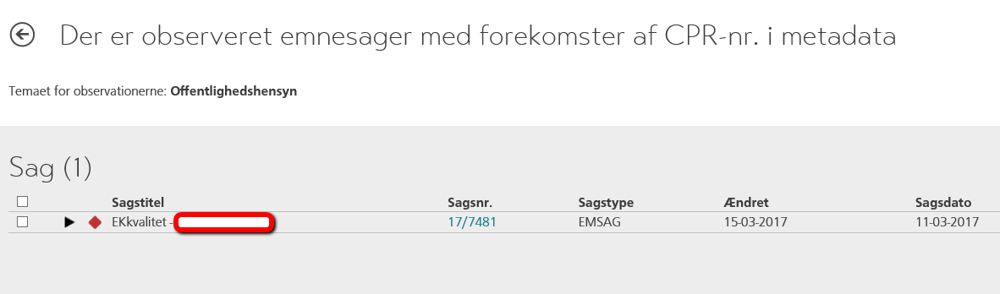 Der er observeret emnesager med forekomster af CPR-nr. i metadata
Temaet for observationerne: Offentlighedshensyn
Sag (1)
Sagstitel Sagsnr. Sagstype Ændret Sagsdato
EKkvalitet - 17/7481 EMSAG 15-03-2017 11-03-2017